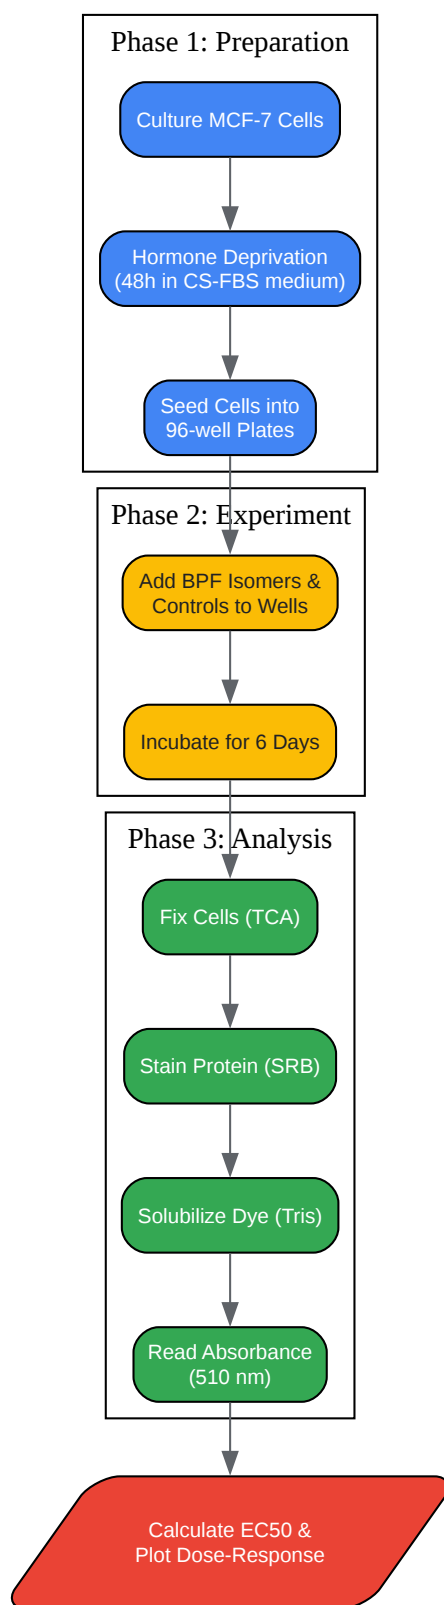 Phase 1: Preparation
Culture MCF-7 Cells
Hormone Deprivation
(48h in CS-FBS medium)
Seed Cells into
96-well Plates
Phase 2: Experiment
Add BPF Isomers &
Controls to Wells
Incubate for 6 Days
Phase 3: Analysis
Fix Cells (TCA)
Stain Protein (SRB)
Solubilize Dye (Tris)
Read Absorbance
(510 nm)
Calculate EC50 &
Plot Dose-Response